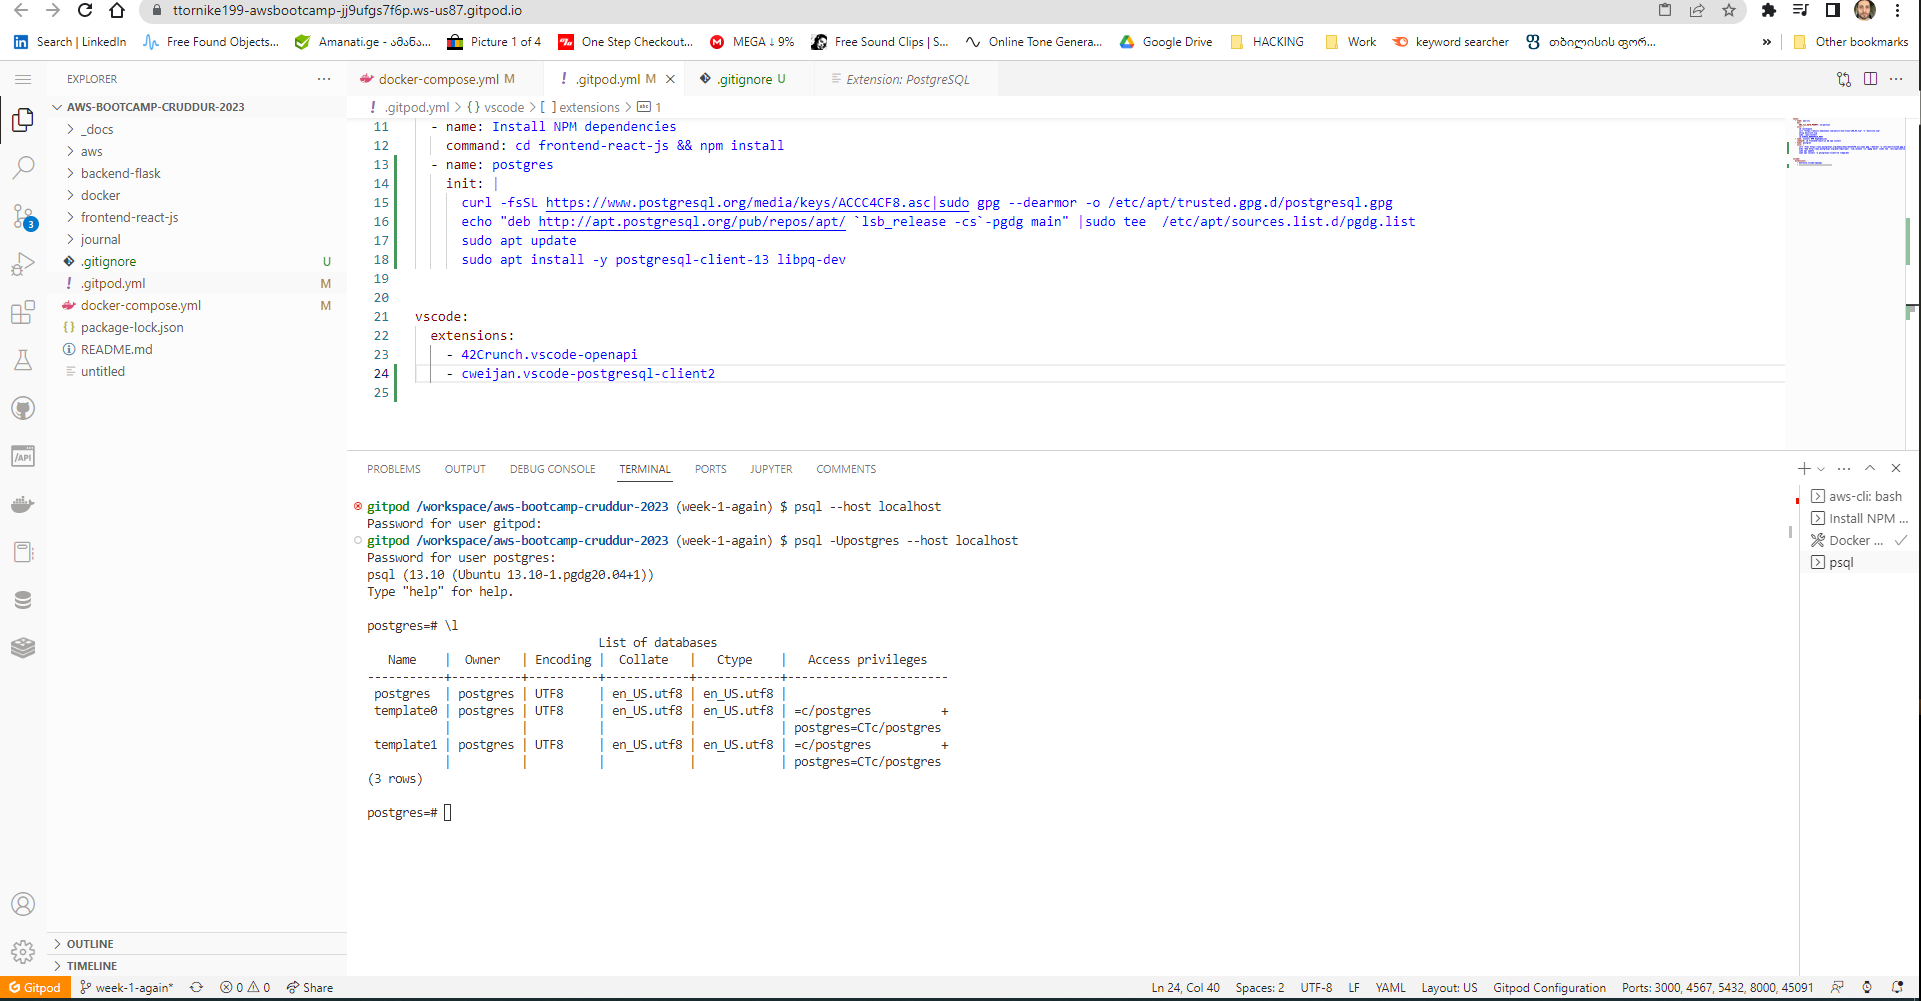 ttornike199-awsbootcamp-jj9ufgs7f6p.ws-us87.gitpod.io
Search | LinkedIn
Free Found Objects...
Amanati.ge - ამანა...
Picture 1 of 4
One Step Checkout...
MEGA ↓ 9%
Free Sound Clips | S...
Online Tone Genera...
Google Drive
HACKING
Work
keyword searcher
თბილისის ფორ...
»
Other bookmarks
EXPLORER
docker-compose.yml M
! .gitpod.yml M
.gitignore U
Extension: PostgreSQL
AWS-BOOTCAMP-CRUDDUR-2023
_docs
aws
backend-flask
docker
frontend-react-js
journal
.gitignore U
! .gitpod.yml M
docker-compose.yml M
{} package-lock.json
README.md
untitled
3
/API
OUTLINE
TIMELINE
! .gitpod.yml > {} vscode > [ ] extensions > abc 1
11 - name: Install NPM dependencies
12 command: cd frontend-react-js && npm install
13 - name: postgres
14 init: |
15 curl -fsSL https://www.postgresql.org/media/keys/ACCC4CF8.asc|sudo gpg --dearmor -o /etc/apt/trusted.gpg.d/postgresql.gpg
16 echo "deb http://apt.postgresql.org/pub/repos/apt/ `lsb_release -cs`-pgdg main" |sudo tee  /etc/apt/sources.list.d/pgdg.list
17 sudo apt update
18 sudo apt install -y postgresql-client-13 libpq-dev
19
20
21 vscode:
22 extensions:
23 - 42Crunch.vscode-openapi
24 - cweijan.vscode-postgresql-client2
25
PROBLEMS OUTPUT DEBUG CONSOLE TERMINAL PORTS JUPYTER COMMENTS
gitpod /workspace/aws-bootcamp-cruddur-2023 (week-1-again) $ psql --host localhost
Password for user gitpod:
gitpod /workspace/aws-bootcamp-cruddur-2023 (week-1-again) $ psql -Upostgres --host localhost
Password for user postgres:
psql (13.10 (Ubuntu 13.10-1.pgdg20.04+1))
Type "help" for help.
postgres=# \l
List of databases
Name | Owner | Encoding | Collate | Ctype | Access privileges
-----------+----------+----------+------------+------------+-----------------------
postgres | postgres | UTF8 | en_US.utf8 | en_US.utf8 |
template0 | postgres | UTF8 | en_US.utf8 | en_US.utf8 | =c/postgres +
| | | | | postgres=CTc/postgres
template1 | postgres | UTF8 | en_US.utf8 | en_US.utf8 | =c/postgres +
| | | | | postgres=CTc/postgres
(3 rows)
postgres=#
aws-cli: bash
Install NPM ...
Docker ...
psql
Gitpod
week-1-again*
0 0
Share
Ln 24, Col 40
Spaces: 2
UTF-8
LF
YAML
Layout: US
Gitpod Configuration
Ports: 3000, 4567, 5432, 8000, 45091